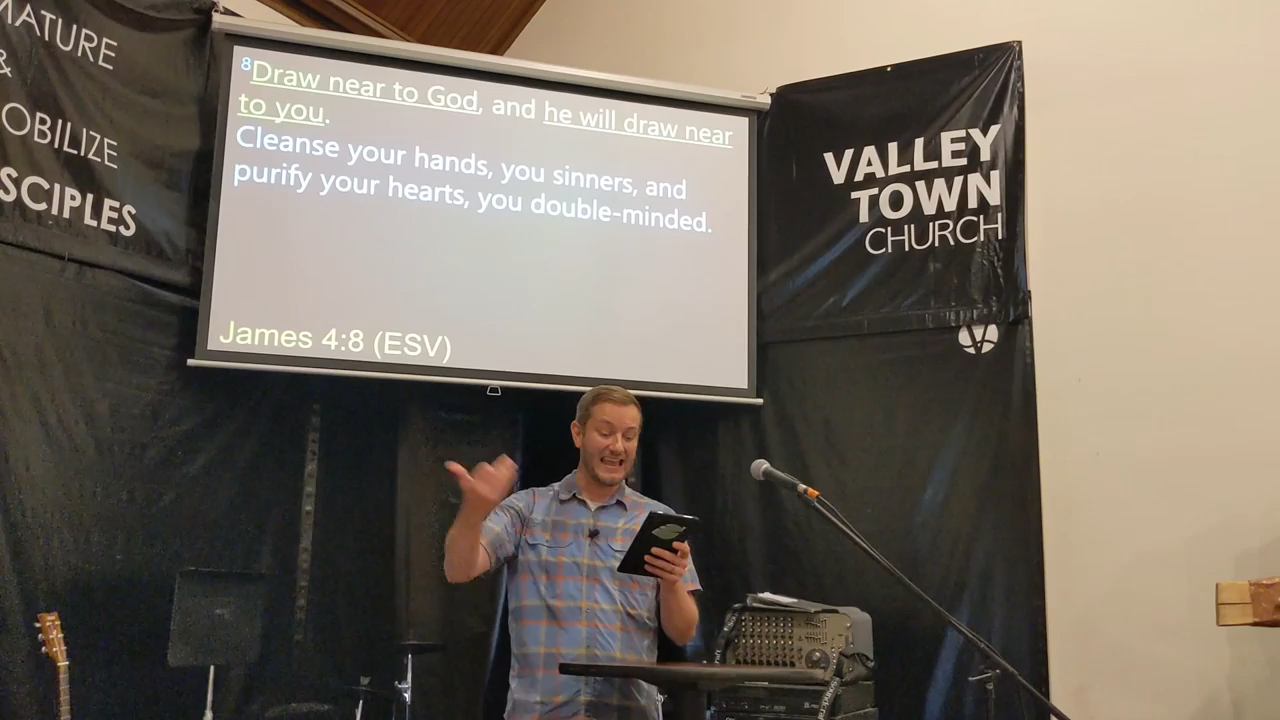 MATURE
&
OBILIZE
SCIPLES
8Draw near to God, and he will draw near
to you.
Cleanse your hands, you sinners, and
purify your hearts, you double-minded.
James 4:8 (ESV)
VALLEY
TOWN
CHURCH